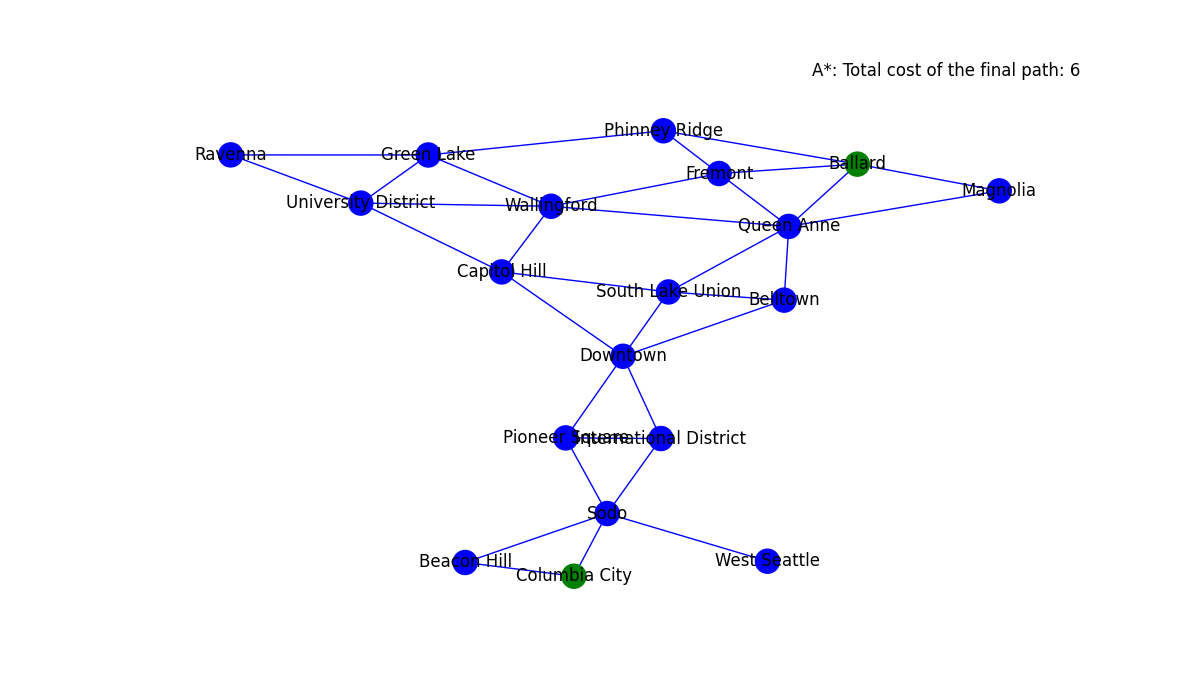 A*: Total cost of the final path: 6
Phinney Ridge
Ravenna
Green Lake
Ballard
Fremont
Magnolia
University District
Wallingford
Queen Anne
Capitol Hill
South Lake Union
Belltown
Downtown
Pioneer Square
International District
Sodo
Beacon Hill
West Seattle
Columbia City